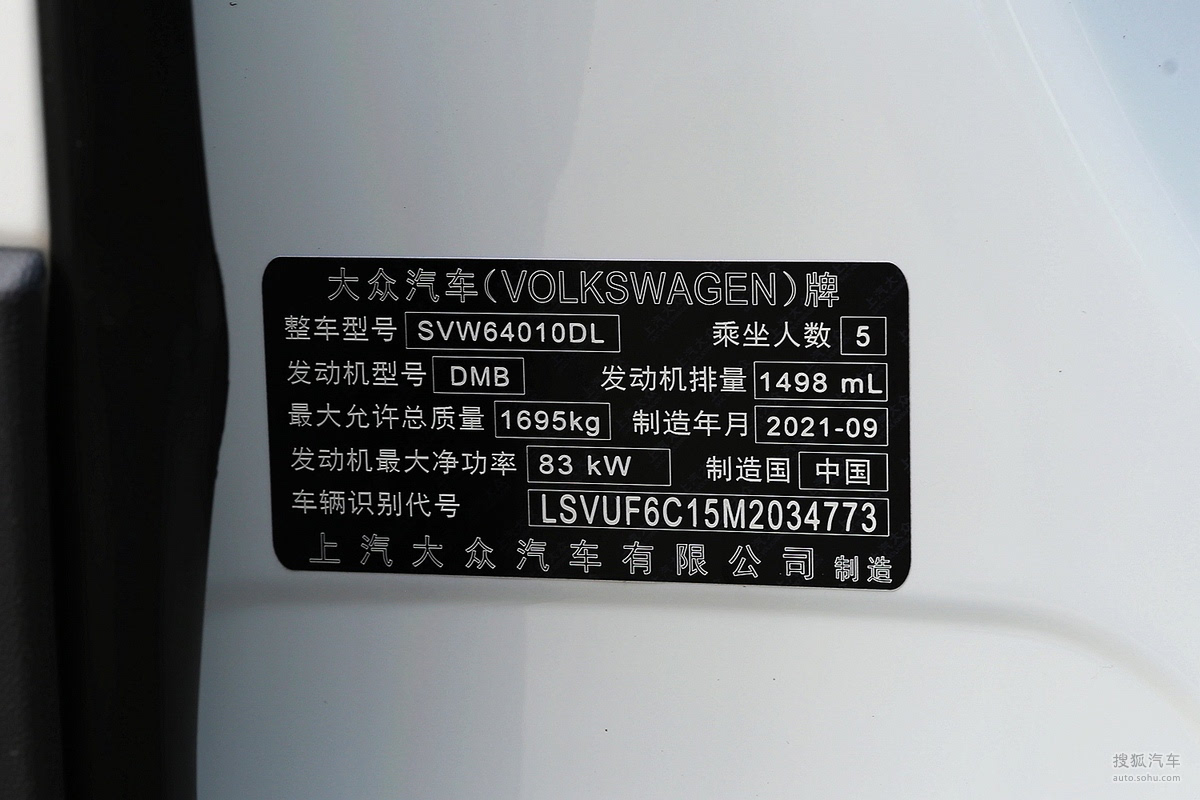 大众汽车(VOLKSWAGEN)牌
整车型号 SVW64010DL 乘坐人数 5
发动机型号 DMB 发动机排量 1498 mL
最大允许总质量 1695kg 制造年月 2021-09
发动机最大净功率 83 kW 制造国 中国
车辆识别代号 LSVUF6C15M2034773
上汽大众汽车有限公司 制造
搜狐汽车
auto.sohu.com